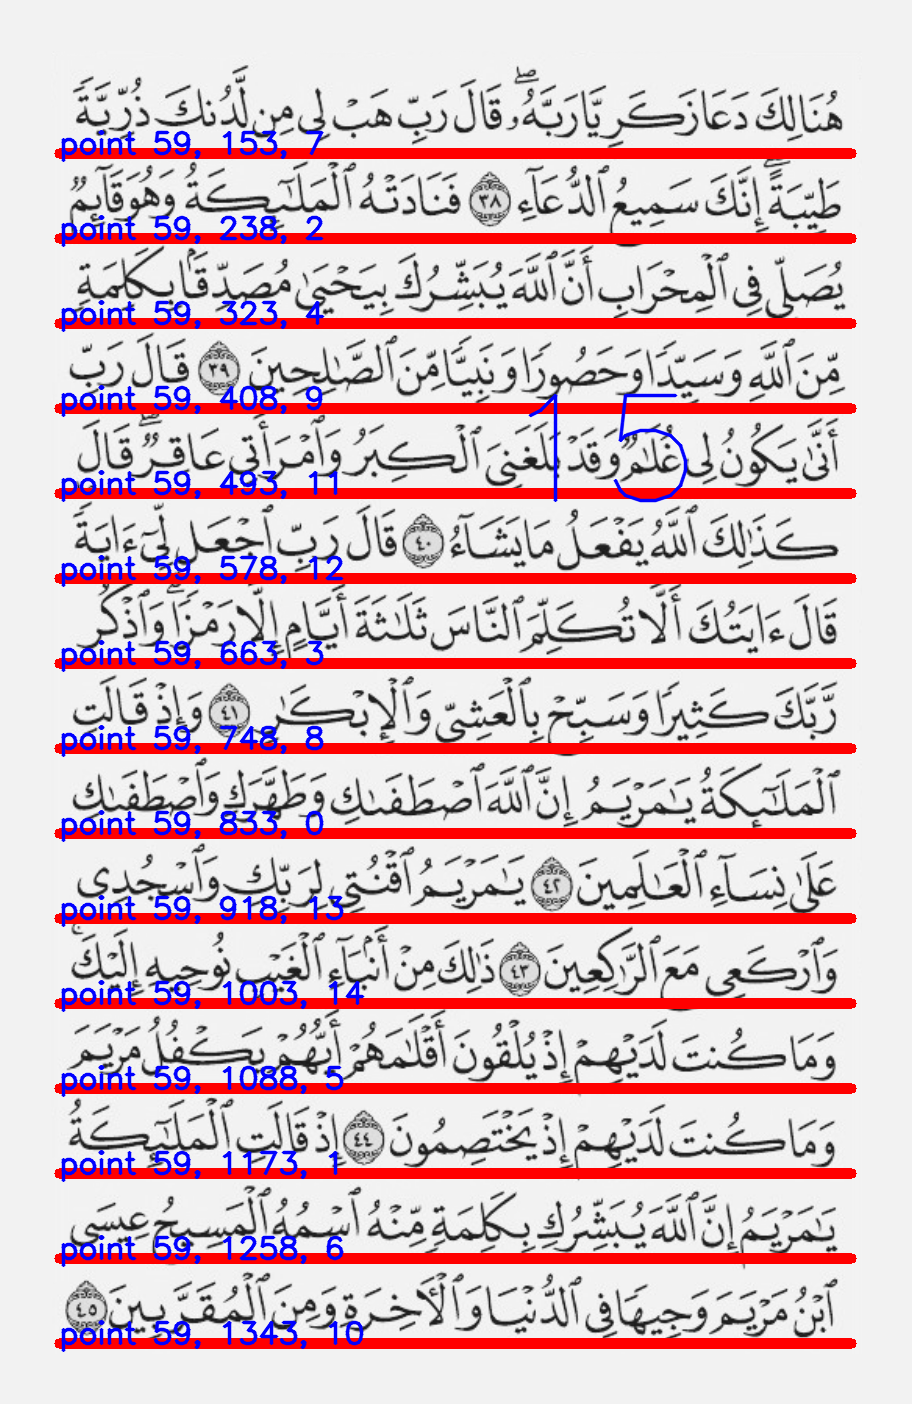 هُنَالِكَ دَعَا زَكَرِيَّا رَبَّهُۥۖ قَالَ رَبِّ هَبۡ لِي مِن لَّدُنكَ ذُرِّيَّةٗ
point 59, 153, 7
طَيِّبَةًۖ إِنَّكَ سَمِيعُ ٱلدُّعَآءِ ٣٨ فَنَادَتۡهُ ٱلۡمَلَٰٓئِكَةُ وَهُوَ قَآئِمٞ
point 59, 238, 2
يُصَلِّي فِي ٱلۡمِحۡرَابِ أَنَّ ٱللَّهَ يُبَشِّرُكَ بِيَحۡيَىٰ مُصَدِّقَۢا بِكَلِمَةٖ
point 59, 323, 4
مِّنَ ٱللَّهِ وَسَيِّدٗا وَحَصُورٗا وَنَبِيّٗا مِّنَ ٱلصَّٰلِحِينَ ٣٩ قَالَ رَبِّ
point 59, 408, 9
15
أَنَّىٰ يَكُونُ لِي غُلَٰمٞ وَقَدۡ بَلَغَنِيَ ٱلۡكِبَرُ وَٱمۡرَأَتِي عَاقِرٞۖ قَالَ
point 59, 493, 11
كَذَٰلِكَ ٱللَّهُ يَفۡعَلُ مَا يَشَآءُ ٤٠ قَالَ رَبِّ ٱجۡعَل لِّيٓ ءَايَةٗۖ
point 59, 578, 12
قَالَ ءَايَتُكَ أَلَّا تُكَلِّمَ ٱلنَّاسَ ثَلَٰثَةَ أَيَّامٍ إِلَّا رَمۡزٗاۗ وَٱذۡكُر
point 59, 663, 3
رَّبَّكَ كَثِيرٗا وَسَبِّحۡ بِٱلۡعَشِيِّ وَٱلۡإِبۡكَٰرِ ٤١ وَإِذۡ قَالَتِ
point 59, 748, 8
ٱلۡمَلَٰٓئِكَةُ يَٰمَرۡيَمُ إِنَّ ٱللَّهَ ٱصۡطَفَىٰكِ وَطَهَّرَكِ وَٱصۡطَفَىٰكِ
point 59, 833, 0
عَلَىٰ نِسَآءِ ٱلۡعَٰلَمِينَ ٤٢ يَٰمَرۡيَمُ ٱقۡنُتِي لِرَبِّكِ وَٱسۡجُدِي
point 59, 918, 13
وَٱرۡكَعِي مَعَ ٱلرَّٰكِعِينَ ٤٣ ذَٰلِكَ مِنۡ أَنۢبَآءِ ٱلۡغَيۡبِ نُوحِيهِ إِلَيۡكَۚ
point 59, 1003, 14
وَمَا كُنتَ لَدَيۡهِمۡ إِذۡ يُلۡقُونَ أَقۡلَٰمَهُمۡ أَيُّهُمۡ يَكۡفُلُ مَرۡيَمَ
point 59, 1088, 5
وَمَا كُنتَ لَدَيۡهِمۡ إِذۡ يَخۡتَصِمُونَ ٤٤ إِذۡ قَالَتِ ٱلۡمَلَٰٓئِكَةُ
point 59, 1173, 1
يَٰمَرۡيَمُ إِنَّ ٱللَّهَ يُبَشِّرُكِ بِكَلِمَةٖ مِّنۡهُ ٱسۡمُهُ ٱلۡمَسِيحُ عِيسَى
point 59, 1258, 6
ٱبۡنُ مَرۡيَمَ وَجِيهٗا فِي ٱلدُّنۡيَا وَٱلۡأٓخِرَةِ وَمِنَ ٱلۡمُقَرَّبِينَ ٤٥
point 59, 1343, 10